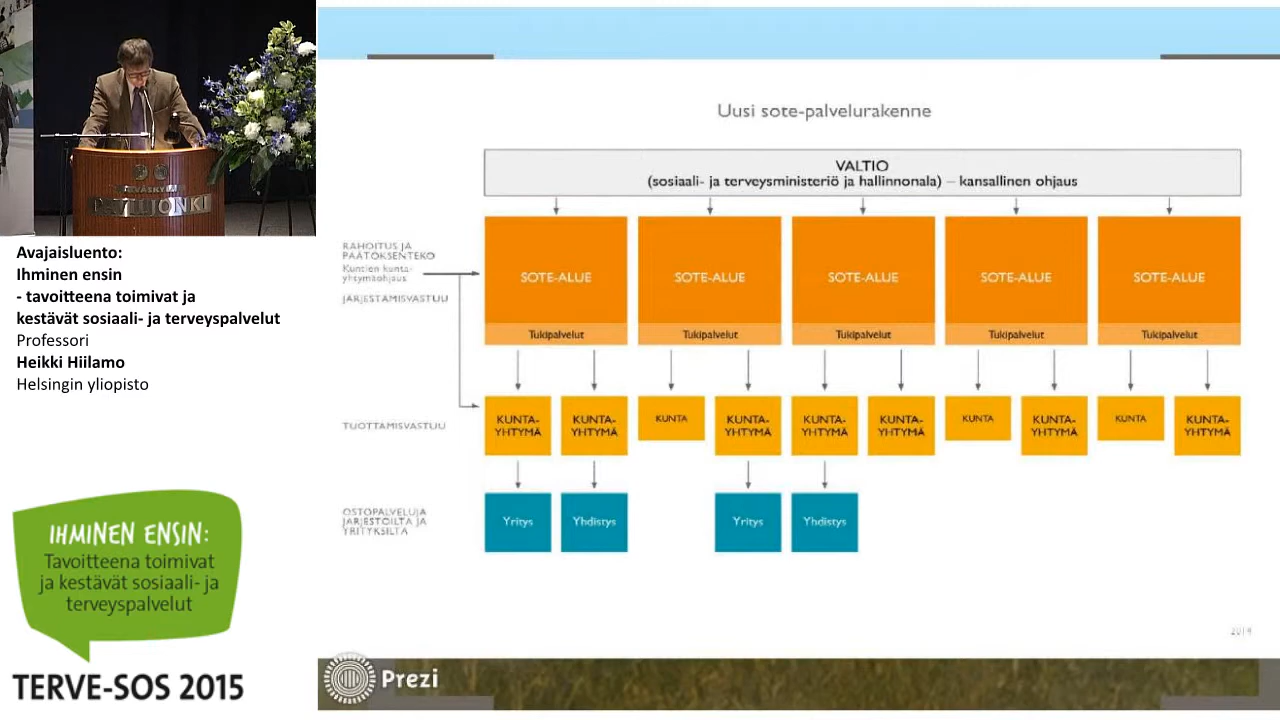 JYVÄSKYLÄN
PAVILJONKI
Avajaisluento:
Ihminen ensin
- tavoitteena toimivat ja
kestävät sosiaali- ja terveyspalvelut
Professori
Heikki Hiilamo
Helsingin yliopisto
IHMINEN ENSIN:
Tavoitteena toimivat
ja kestävät sosiaali- ja
terveyspalvelut
TERVE-SOS 2015
Uusi sote-palvelurakenne
VALTIO
(sosiaali- ja terveysministeriö ja hallinnonala) – kansallinen ohjaus
RAHOITUS JA
PÄÄTÖKSENTEKO
Kuntien kunta-
yhtymäohjaus
JÄRJESTÄMISVASTUU
SOTE-ALUE SOTE-ALUE SOTE-ALUE SOTE-ALUE SOTE-ALUE
Tukipalvelut Tukipalvelut Tukipalvelut Tukipalvelut Tukipalvelut
TUOTTAMISVASTUU
KUNTA-
YHTYMÄ
KUNTA-
YHTYMÄ
KUNTA
KUNTA-
YHTYMÄ
KUNTA-
YHTYMÄ
KUNTA-
YHTYMÄ
KUNTA
KUNTA-
YHTYMÄ
KUNTA
KUNTA-
YHTYMÄ
OSTOPALVELUJA
JÄRJESTÖILTÄ JA
YRITYKSILTÄ
Yritys Yhdistys Yritys Yhdistys
2014
Prezi